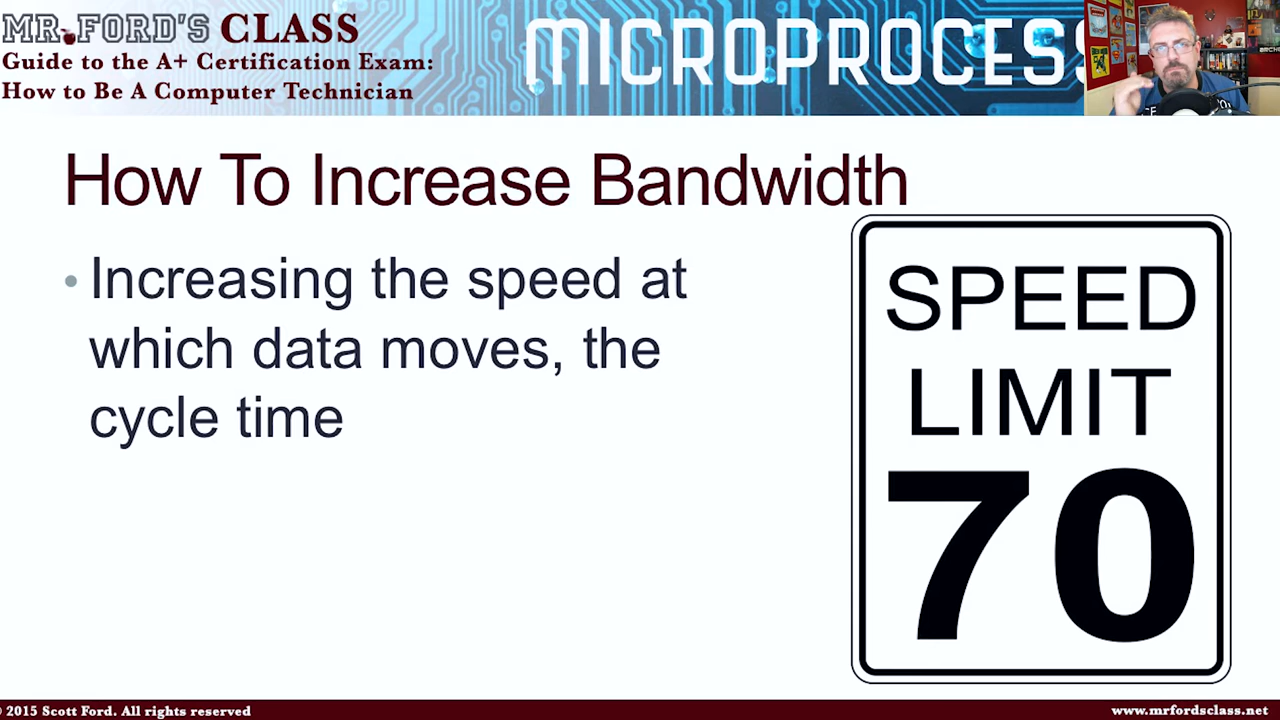 MR.FORD'S CLASS
Guide to the A+ Certification Exam:
How to Be A Computer Technician
MICROPROCES
How To Increase Bandwidth
• Increasing the speed at
which data moves, the
cycle time
SPEED
LIMIT
70
2015 Scott Ford. All rights reserved
www.mrfordsclass.net